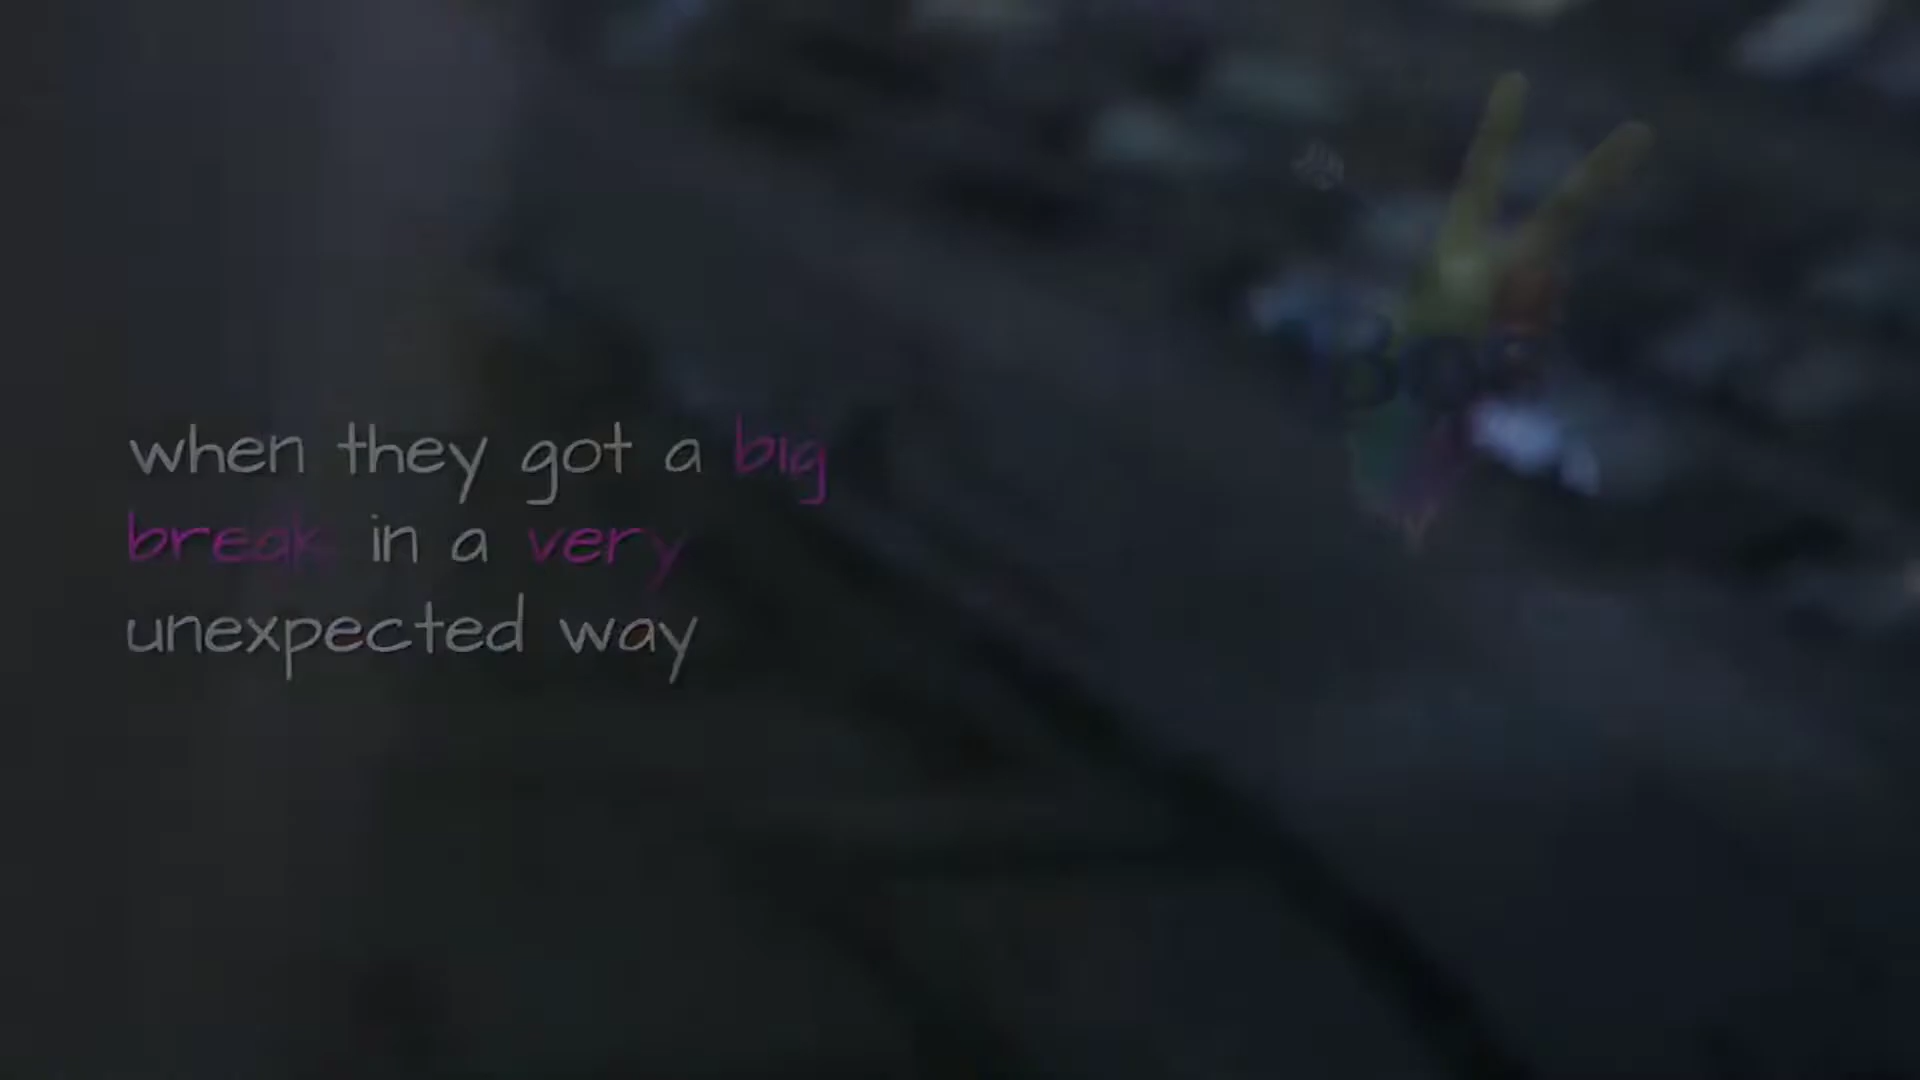 when they got a big
break in a very
unexpected way